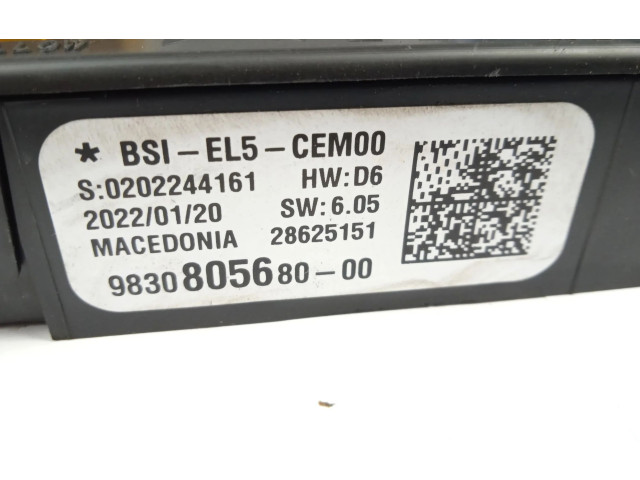 * BSI-EL5-CEM00
S:0202244161 HW:D6
2022/01/20 SW:6.05
MACEDONIA 28625151
9830805680-00